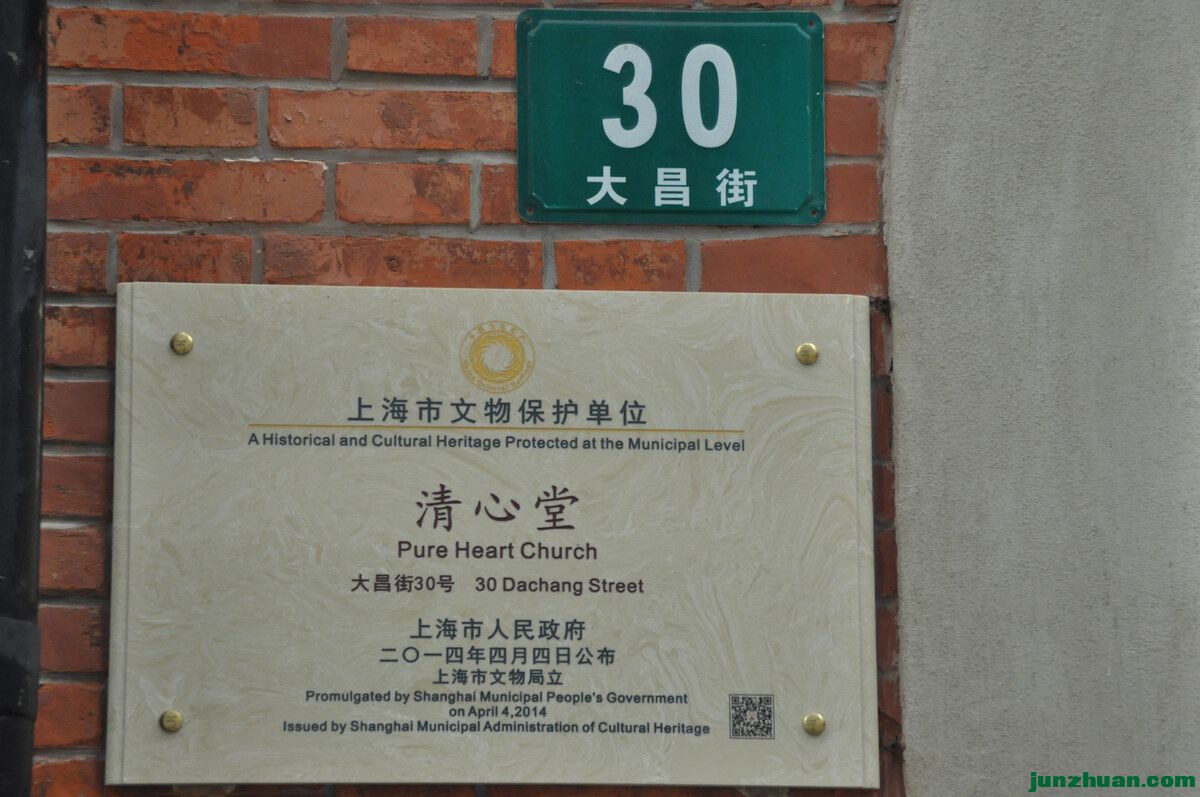 30
大昌街
上海市文物保护单位
A Historical and Cultural Heritage Protected at the Municipal Level
清心堂
Pure Heart Church
大昌街30号 30 Dachang Street
上海市人民政府
二〇一四年四月四日公布
上海市文物局立
Promulgated by Shanghai Municipal People's Government
on April 4,2014
Issued by Shanghai Municipal Administration of Cultural Heritage
junzhuan.com